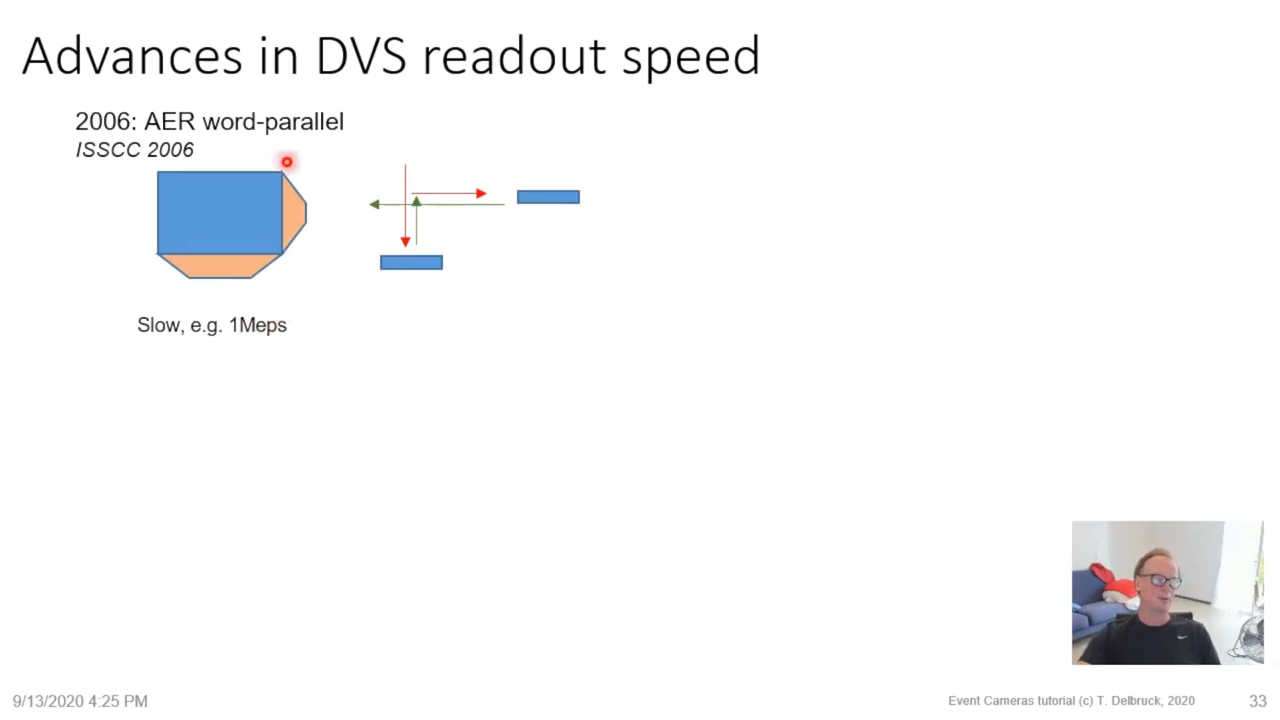 Advances in DVS readout speed
2006: AER word-parallel
ISSCC 2006
Slow, e.g. 1Meps
9/13/2020 4:25 PM
Event Cameras tutorial (c) T. Delbruck, 2020
33